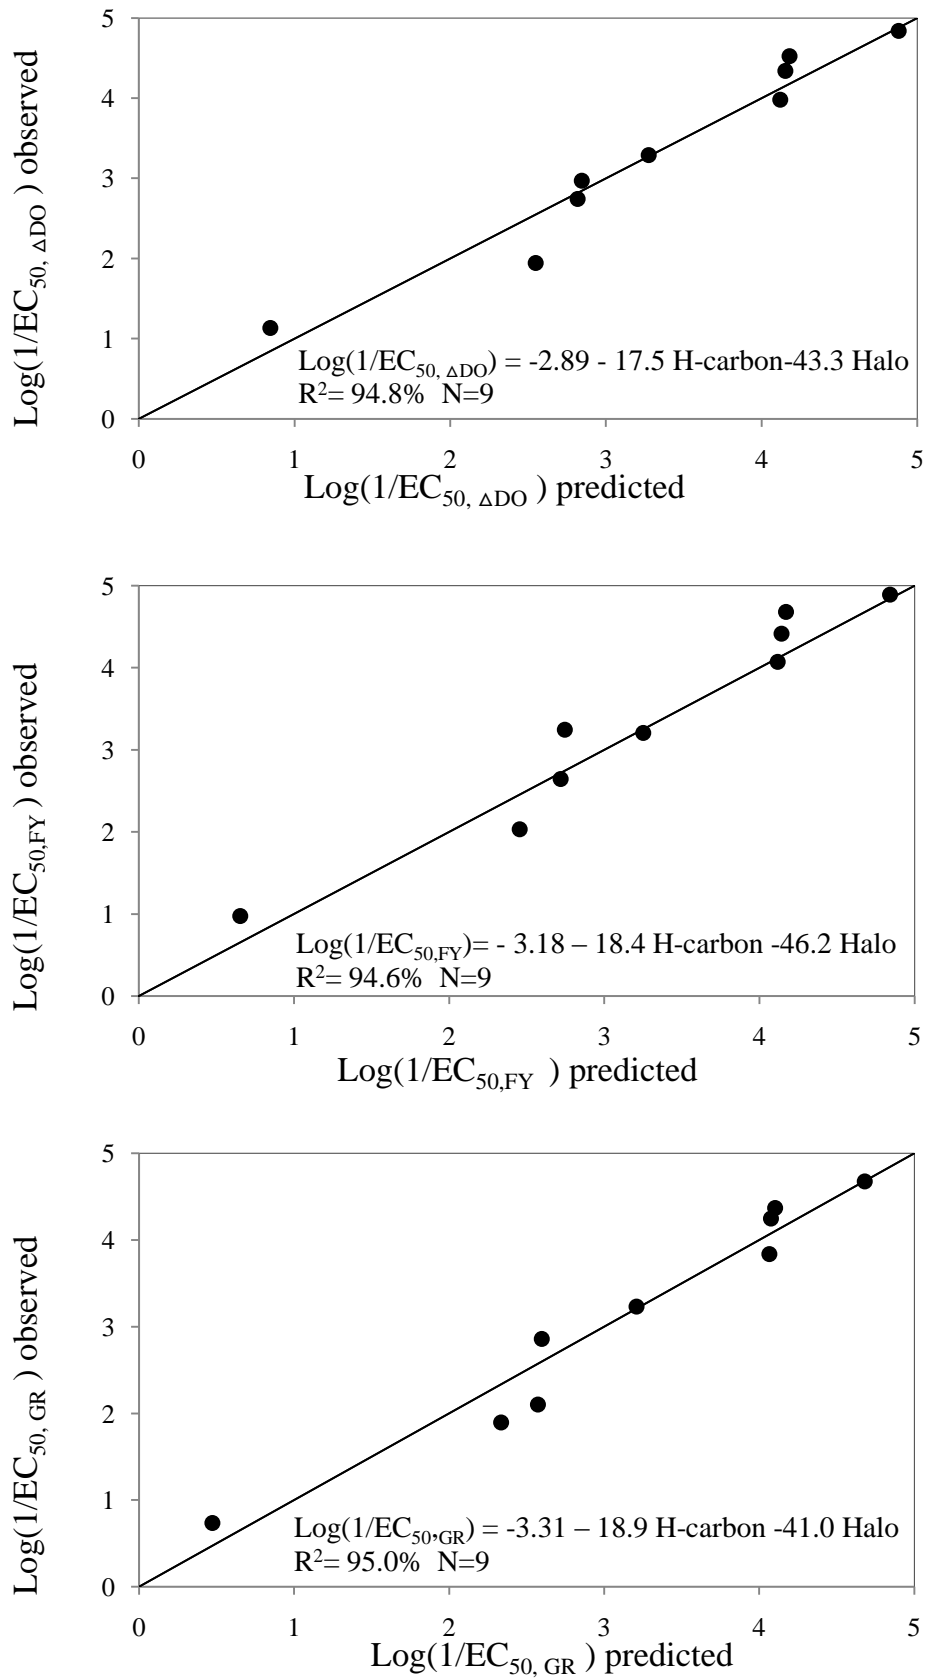 Log(1/EC50, △DO ) observed
5
4
3
2
1
0
Log(1/EC50, △DO) = -2.89 - 17.5 H-carbon-43.3 Halo
R2= 94.8% N=9
0 1 2 3 4 5
Log(1/EC50, △DO ) predicted
Log(1/EC50,FY) observed
5
4
3
2
1
0
Log(1/EC50,FY)= - 3.18 – 18.4 H-carbon -46.2 Halo
R2= 94.6% N=9
0 1 2 3 4 5
Log(1/EC50,FY ) predicted
Log(1/EC50, GR ) observed
5
4
3
2
1
0
Log(1/EC50,GR) = -3.31 – 18.9 H-carbon -41.0 Halo
R2= 95.0% N=9
0 1 2 3 4 5
Log(1/EC50, GR ) predicted